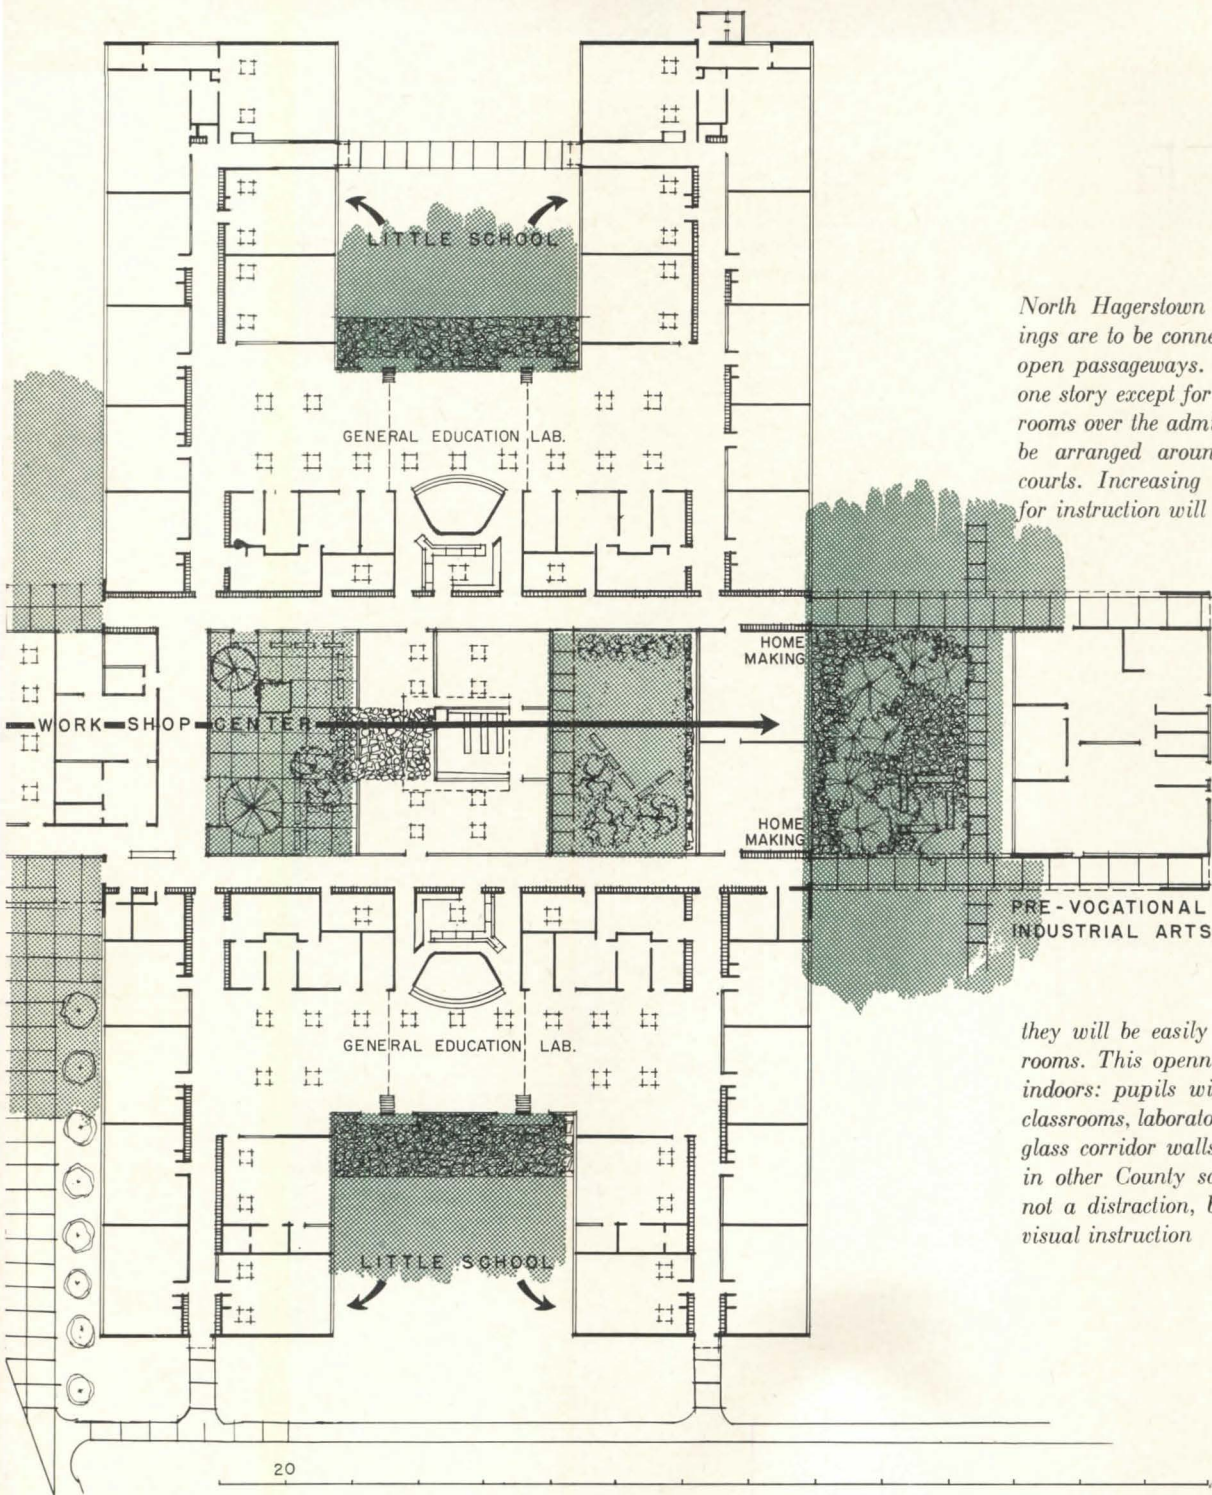 LITTLE SCHOOL
North Hagerstown
ings are to be conne
open passageways.
one story except for
rooms over the admi
be arranged aroun
courts. Increasing
for instruction will
GENERAL EDUCATION LAB.
HOME
MAKING
WORK SHOP CENTER
HOME
MAKING
PRE-VOCATIONAL
INDUSTRIAL ARTS
GENERAL EDUCATION LAB.
they will be easily
rooms. This openn
indoors: pupils wi
classrooms, laborato
glass corridor walls
in other County sc
not a distraction, b
visual instruction
LITTLE SCHOOL
20